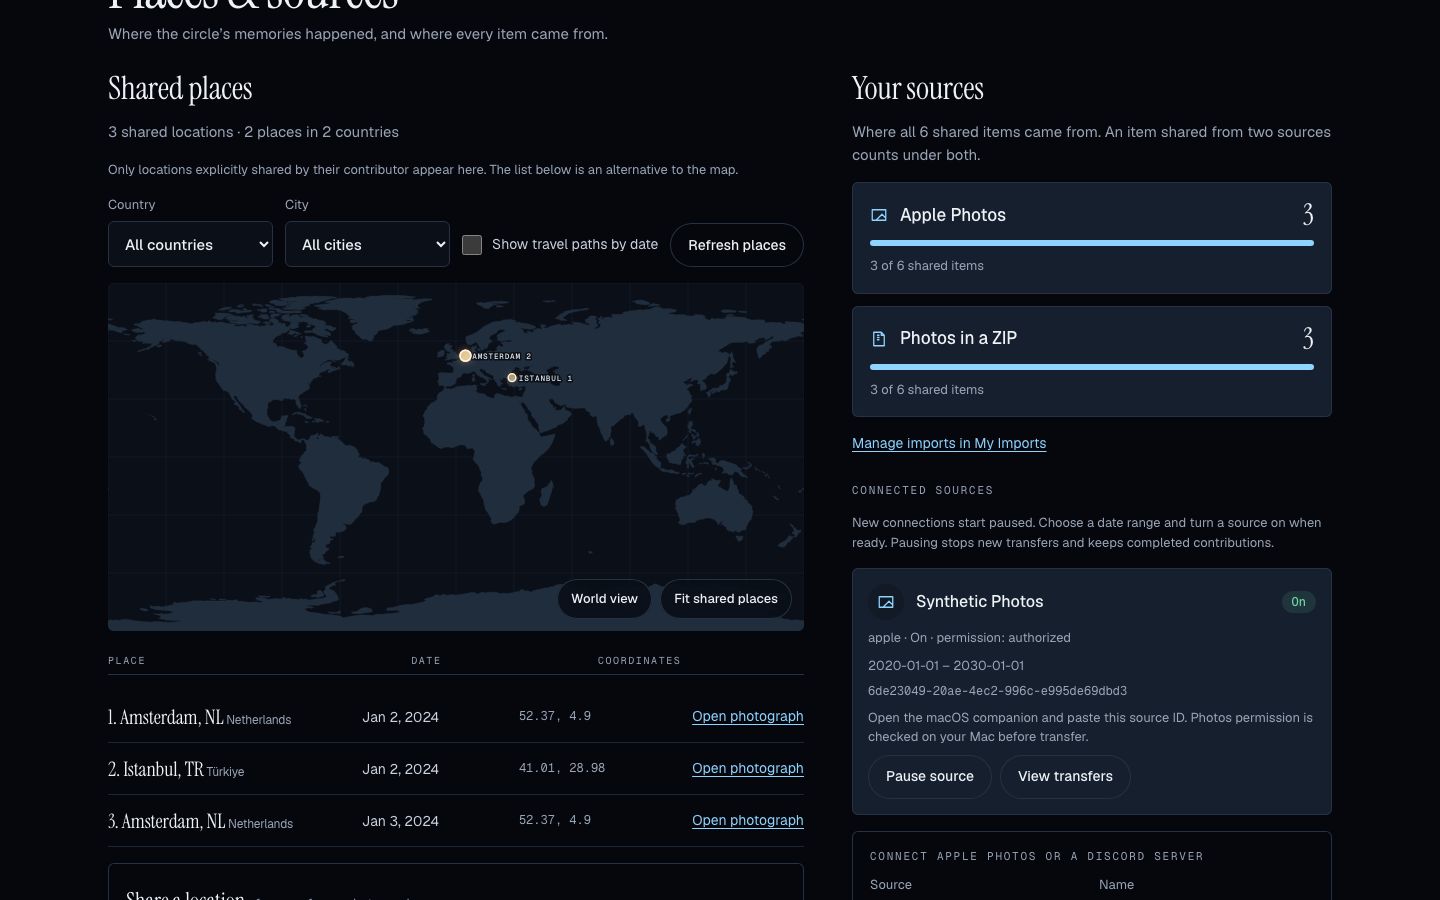 Places & sources
Where the circle's memories happened, and where every item came from.
Shared places
3 shared locations · 2 places in 2 countries
Only locations explicitly shared by their contributor appear here. The list below is an alternative to the map.
Country
City
All countries
All cities
Show travel paths by date
Refresh places
AMSTERDAM 2
ISTANBUL 1
World view
Fit shared places
PLACE DATE COORDINATES
1. Amsterdam, NL Netherlands Jan 2, 2024 52.37, 4.9 Open photograph
2. Istanbul, TR Türkiye Jan 2, 2024 41.01, 28.98 Open photograph
3. Amsterdam, NL Netherlands Jan 3, 2024 52.37, 4.9 Open photograph
Share a location
Your sources
Where all 6 shared items came from. An item shared from two sources
counts under both.
Apple Photos 3
3 of 6 shared items
Photos in a ZIP 3
3 of 6 shared items
Manage imports in My Imports
CONNECTED SOURCES
New connections start paused. Choose a date range and turn a source on when
ready. Pausing stops new transfers and keeps completed contributions.
Synthetic Photos On
apple · On · permission: authorized
2020-01-01 – 2030-01-01
6de23049-20ae-4ec2-996c-e995de69dbd3
Open the macOS companion and paste this source ID. Photos permission is
checked on your Mac before transfer.
Pause source
View transfers
CONNECT APPLE PHOTOS OR A DISCORD SERVER
Source Name